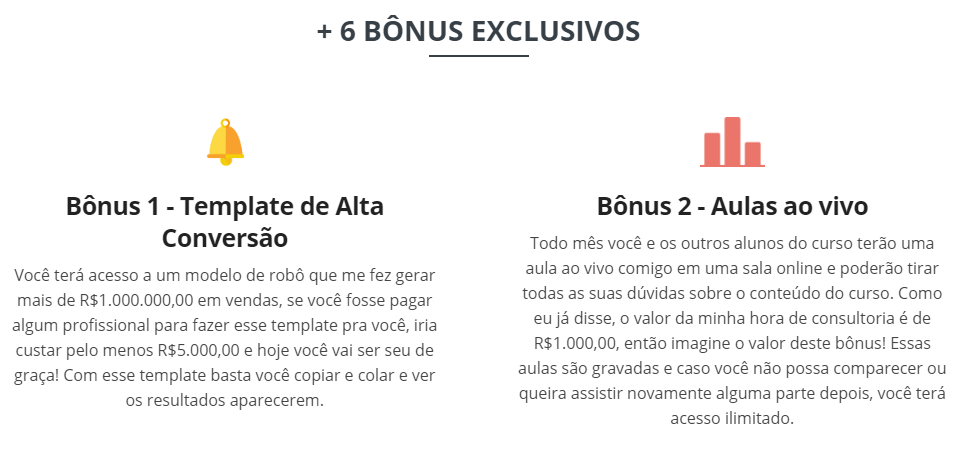 + 6 BÔNUS EXCLUSIVOS
Bônus 1 - Template de Alta
Conversão
Você terá acesso a um modelo de robô que me fez gerar
mais de R$1.000.000,00 em vendas, se você fosse pagar
algum profissional para fazer esse template pra você, iria
custar pelo menos R$5.000,00 e hoje você vai ser seu de
graça! Com esse template basta você copiar e colar e ver
os resultados aparecerem.
Bônus 2 - Aulas ao vivo
Todo mês você e os outros alunos do curso terão uma
aula ao vivo comigo em uma sala online e poderão tirar
todas as suas dúvidas sobre o conteúdo do curso. Como
eu já disse, o valor da minha hora de consultoria é de
R$1.000,00, então imagine o valor deste bônus! Essas
aulas são gravadas e caso você não possa comparecer ou
queira assistir novamente alguma parte depois, você terá
acesso ilimitado.